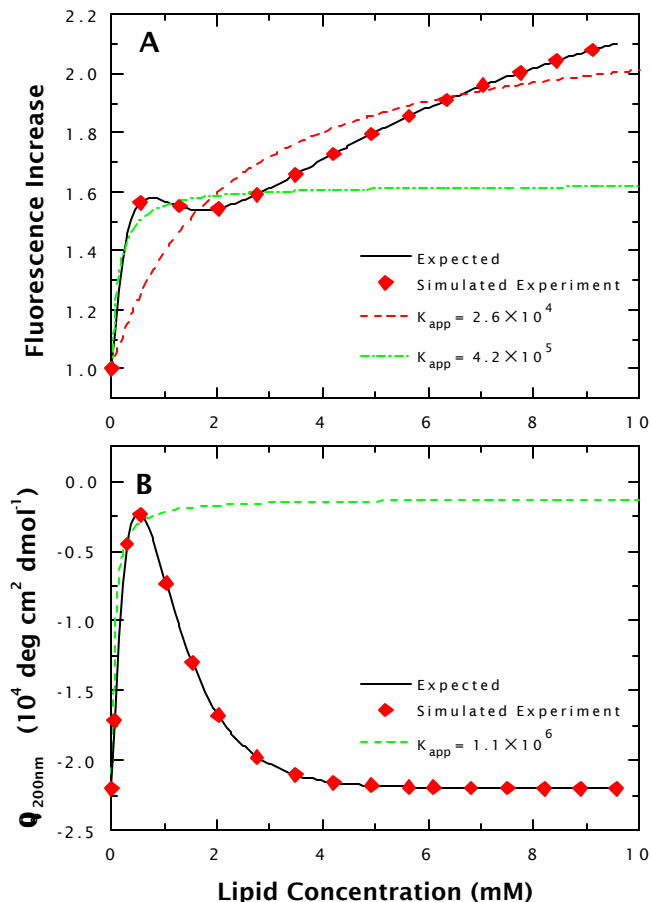 A
2.2
2.0
1.8
1.6
1.4
1.2
1.0
Fluorescence Increase
Expected
Simulated Experiment
K_app = 2.6×10^4
K_app = 4.2×10^5
0 2 4 6 8 10
B
0.0
-0.5
-1.0
-1.5
-2.0
-2.5
200nm (10^4 deg cm^2 dmol^-1)
Expected
Simulated Experiment
K_app = 1.1×10^6
0 2 4 6 8 10
Lipid Concentration (mM)